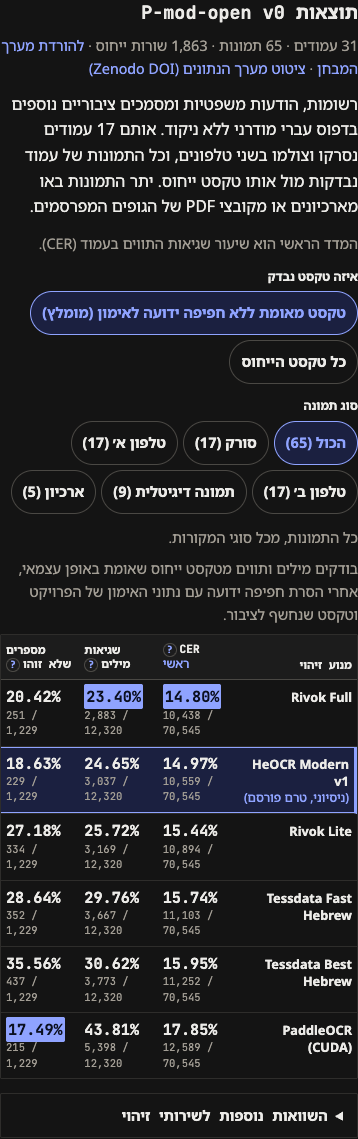 תוצאות P-mod-open v0
31 עמודים · 65 תמונות · 1,863 שורות ייחוס · להורדת מערך
המבחן · ציטוט מערך הנתונים (Zenodo DOI)
רשומות, הודעות משפטיות ומסמכים ציבוריים נוספים
בדפוס עברי מודרני ללא ניקוד. אותם 17 עמודים
נסרקו וצולמו בשני טלפונים, וכל התמונות של עמוד
נבדקות מול אותו טקסט ייחוס. יתר התמונות באו
מארכיונים או מקובצי PDF של הגופים המפרסמים.
המדד הראשי הוא שיעור שגיאות התווים בעמוד (CER).
איזה טקסט נבדק
טקסט מאומת ללא חפיפה ידועה לאימון (מומלץ)
כל טקסט הייחוס
סוג תמונה
הכול (65) סורק (17) טלפון א׳ (17)
טלפון ב׳ (17) תמונה דיגיטלית (9) ארכיון (5)
כל התמונות, מכל סוגי המקורות.
בודקים מילים ותווים מטקסט ייחוס שאומת באופן עצמאי,
אחרי הסרת חפיפה ידועה עם נתוני האימון של הפרויקט
וטקסט שנחשף לציבור.
מנוע זיהוי CER ? ראשי שגיאות מילים ? מספרים שלא זוהו ?
Rivok Full 14.80% 23.40% 20.42%
10,438 / 70,545 2,883 / 12,320 251 / 1,229
HeOCR Modern v1 14.97% 24.65% 18.63%
(ניסיוני, טרם פורסם) 10,559 / 70,545 3,037 / 12,320 229 / 1,229
Rivok Lite 15.44% 25.72% 27.18%
10,894 / 70,545 3,169 / 12,320 334 / 1,229
Tessdata Fast Hebrew 15.74% 29.76% 28.64%
11,103 / 70,545 3,667 / 12,320 352 / 1,229
Tessdata Best Hebrew 15.95% 30.62% 35.56%
11,252 / 70,545 3,773 / 12,320 437 / 1,229
PaddleOCR (CUDA) 17.85% 43.81% 17.49%
12,589 / 70,545 5,398 / 12,320 215 / 1,229
◄ השוואות נוספות לשירותי זיהוי